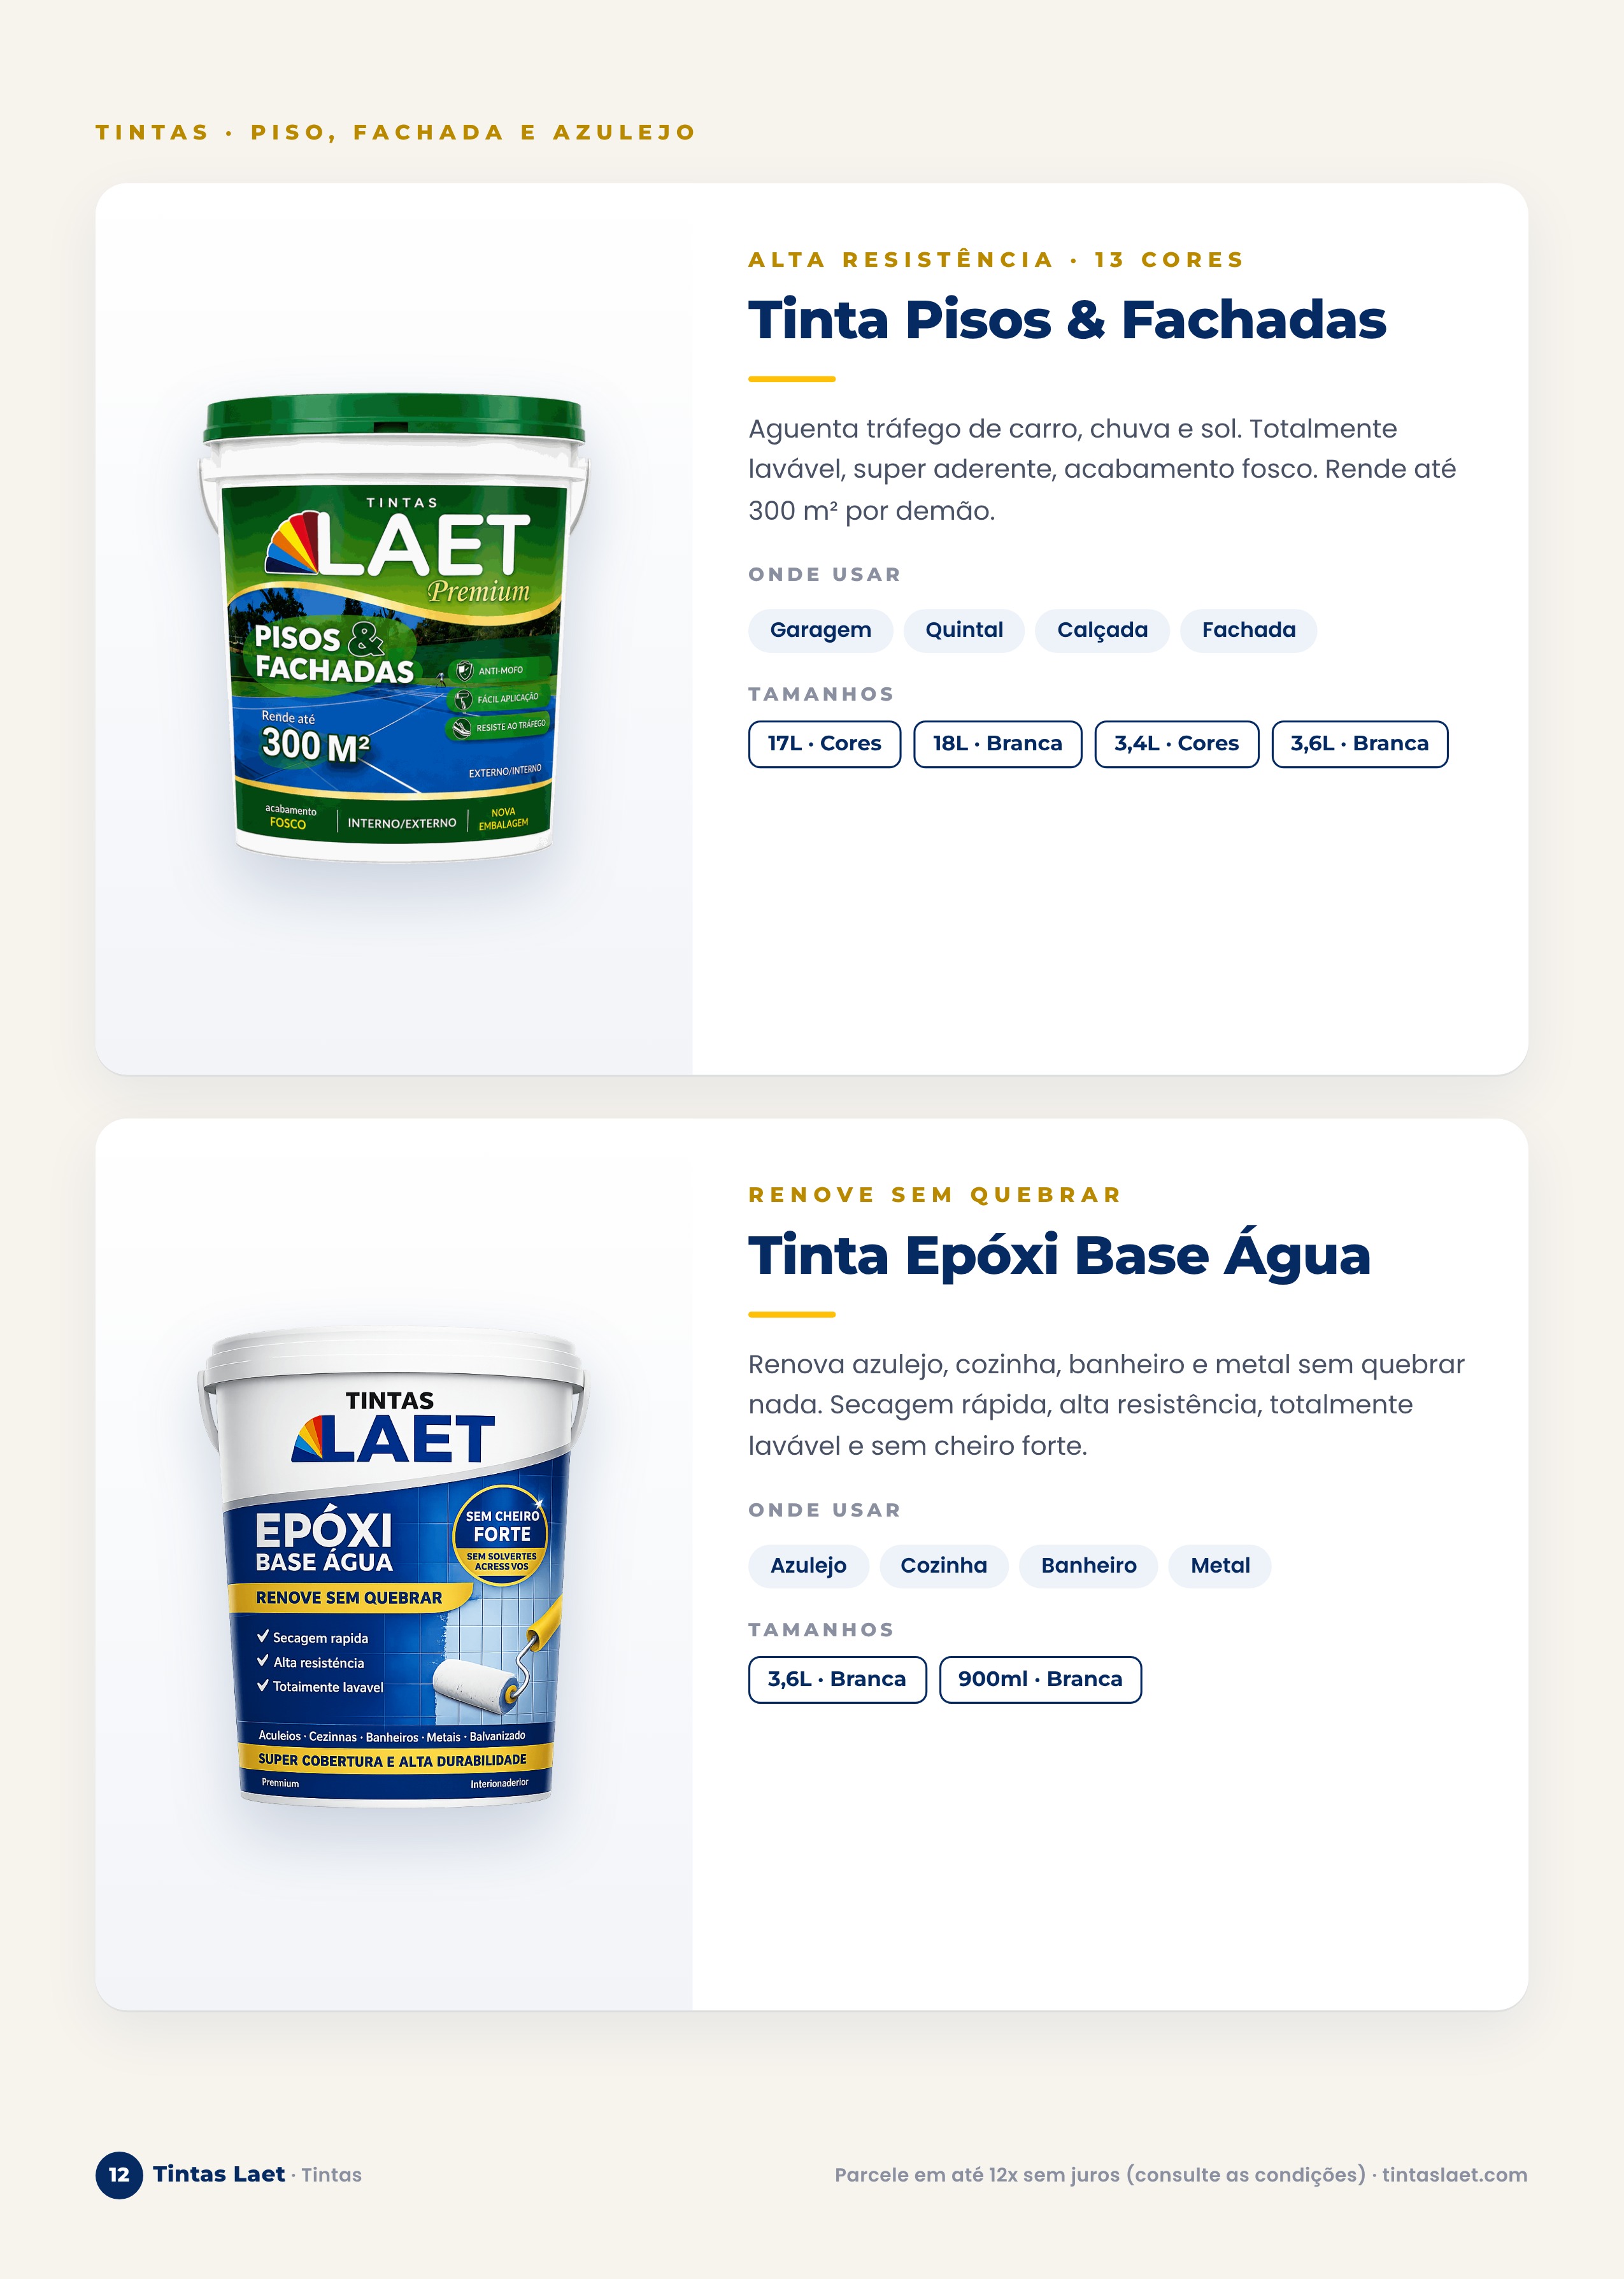 TINTAS · PISO, FACHADA E AZULEJO
TINTAS
LAET
Premium
PISOS &
FACHADAS
ANTI-MOFO
FÁCIL APLICAÇÃO
RESISTE AO TRÁFEGO
Rende até
300 M²
EXTERNO/INTERNO
acabamento
FOSCO
INTERNO/EXTERNO
NOVA
EMBALAGEM
ALTA RESISTÊNCIA · 13 CORES
Tinta Pisos & Fachadas
Aguenta tráfego de carro, chuva e sol. Totalmente
lavável, super aderente, acabamento fosco. Rende até
300 m² por demão.
ONDE USAR
Garagem Quintal Calçada Fachada
TAMANHOS
17L · Cores 18L · Branca 3,4L · Cores 3,6L · Branca
TINTAS
LAET
EPÓXI
BASE ÁGUA
SEM CHEIRO
FORTE
SEM SOLVERTES
ACRESSVOS
RENOVE SEM QUEBRAR
Secagem rapida
Alta resisténcia
Totaimente lavavel
Aculeios · Cezinnas · Banheiros · Metais · Balvanizado
SUPER COBERTURA E ALTA DURABILIDADE
Premium Interionaderior
RENOVE SEM QUEBRAR
Tinta Epóxi Base Água
Renova azulejo, cozinha, banheiro e metal sem quebrar
nada. Secagem rápida, alta resistência, totalmente
lavável e sem cheiro forte.
ONDE USAR
Azulejo Cozinha Banheiro Metal
TAMANHOS
3,6L · Branca 900ml · Branca
12 Tintas Laet · Tintas
Parcele em até 12x sem juros (consulte as condições) · tintaslaet.com